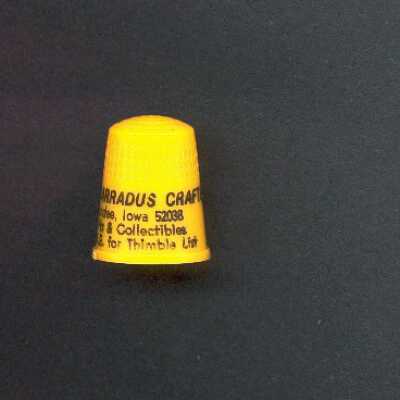 ARRADUS CRAFT
Iowa 52038
& Collectibles
for Thimble List